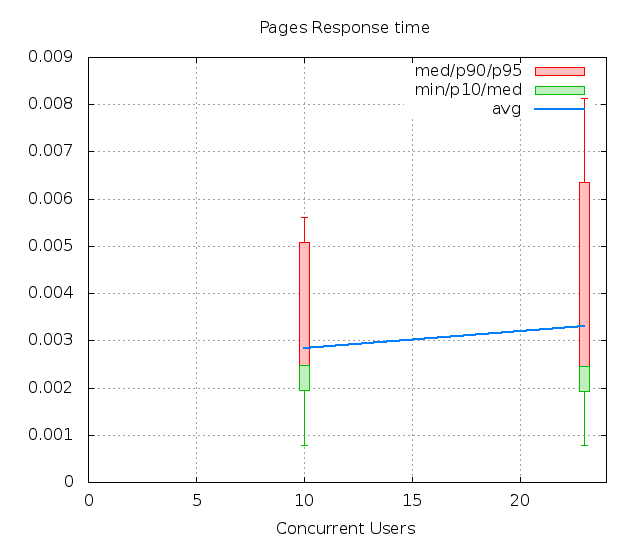 Pages Response time
0.009
0.008
0.007
0.006
0.005
0.004
0.003
0.002
0.001
0
med/p90/p95
min/p10/med
avg
0 5 10 15 20
Concurrent Users